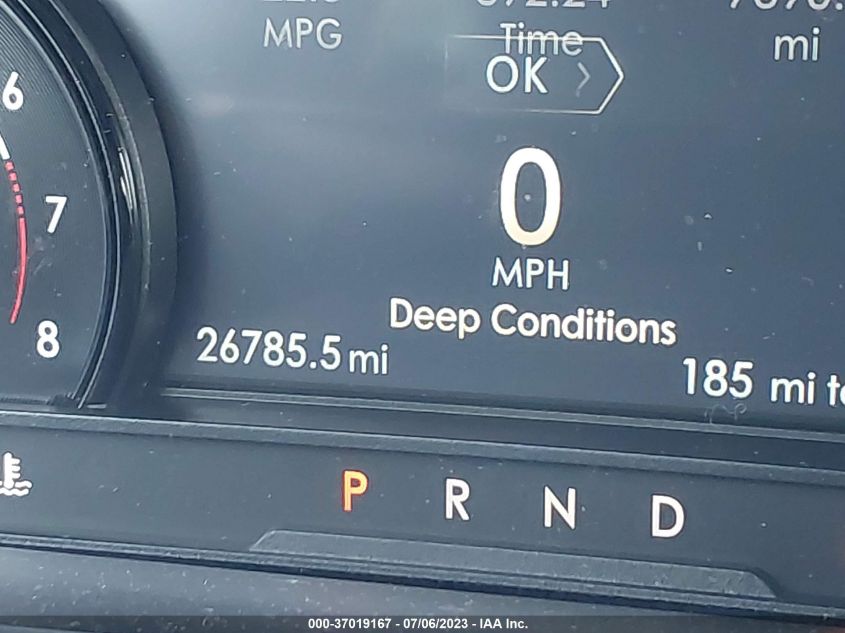 MPG
Time
mi
OK
6
0
7
MPH
Deep Conditions
8
26785.5 mi
185 mi
P R N D
000-37019167 - 07/06/2023 - IAA Inc.